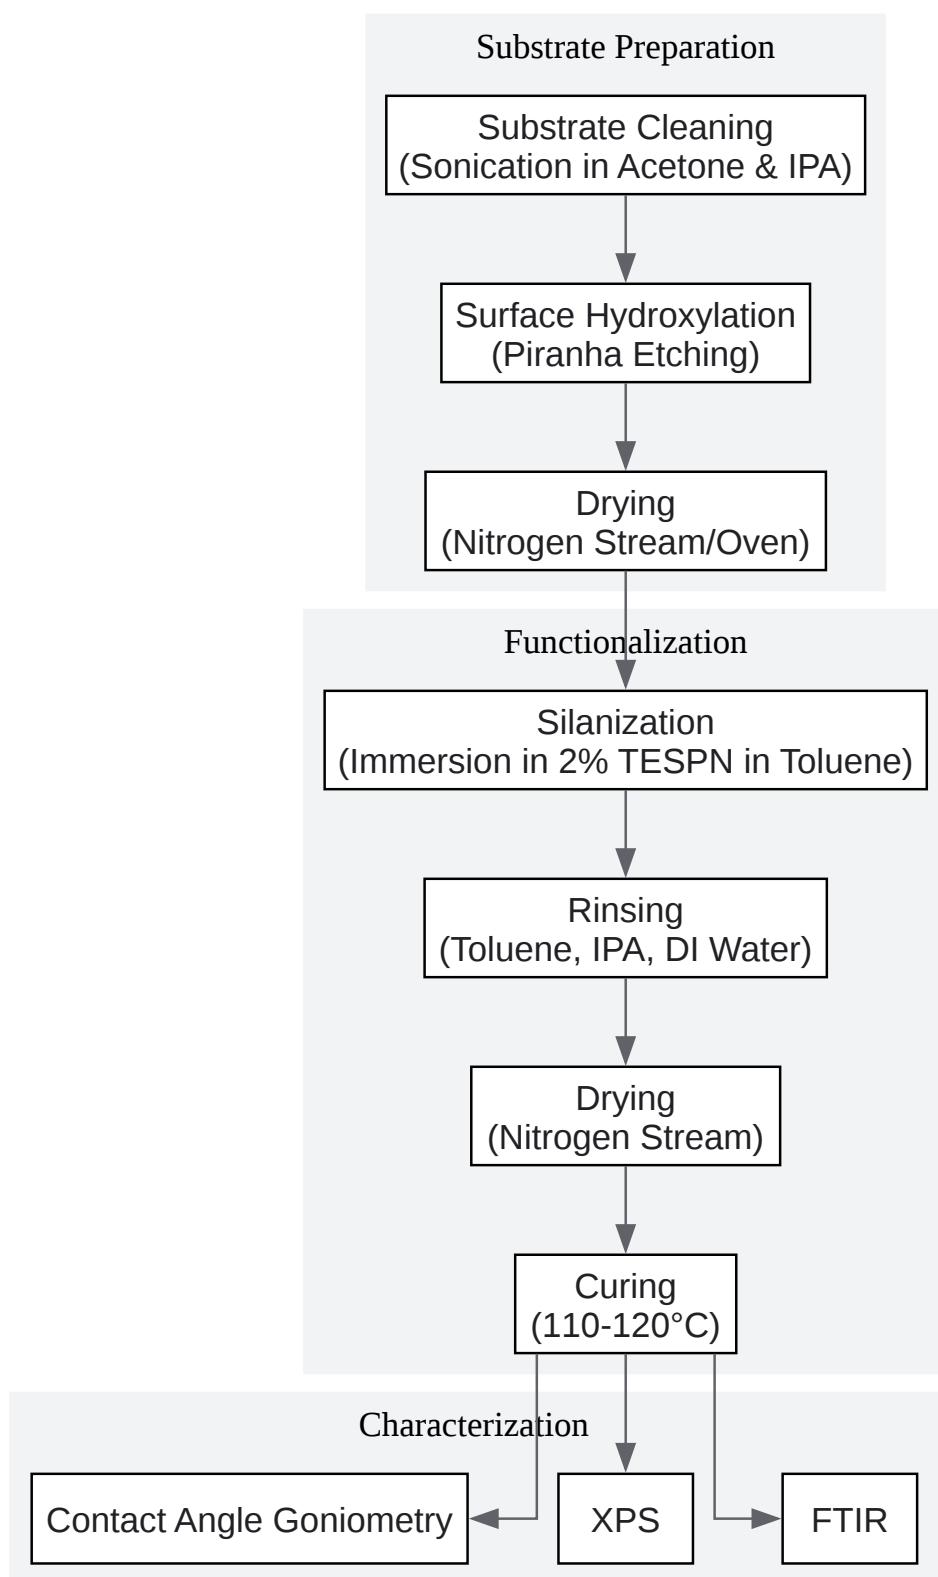 Substrate Preparation
Substrate Cleaning
(Sonication in Acetone & IPA)
Surface Hydroxylation
(Piranha Etching)
Drying
(Nitrogen Stream/Oven)
Functionalization
Silanization
(Immersion in 2% TESPN in Toluene)
Rinsing
(Toluene, IPA, DI Water)
Drying
(Nitrogen Stream)
Curing
(110-120°C)
Characterization
Contact Angle Goniometry
XPS
FTIR